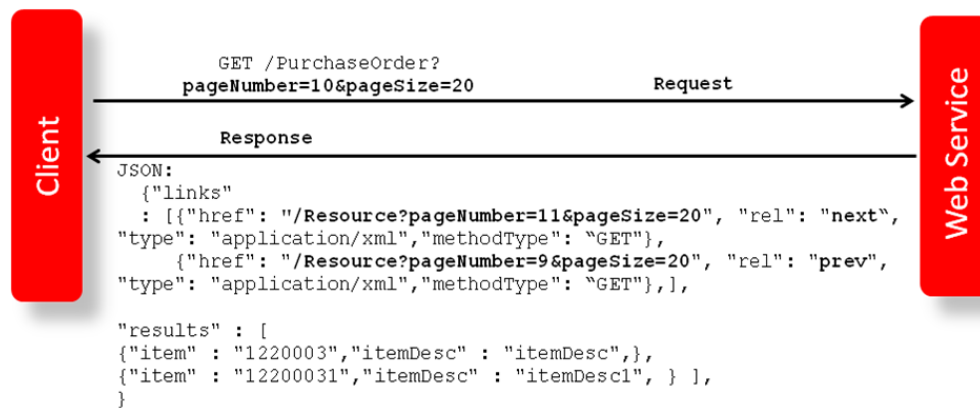 Client
GET /PurchaseOrder?
pageNumber=10&pageSize=20
Request
Web Service
Response
JSON:
{"links"
: [{"href": "/Resource?pageNumber=11&pageSize=20", "rel": "next‟,
"type": "application/xml","methodType": ‟GET"},
{"href": "/Resource?pageNumber=9&pageSize=20", "rel": "prev",
"type": "application/xml","methodType": ‟GET"},],
"results" : [
{"item" : "1220003","itemDesc" : "itemDesc",},
{"item" : "12200031","itemDesc" : "itemDesc1", } ],
}